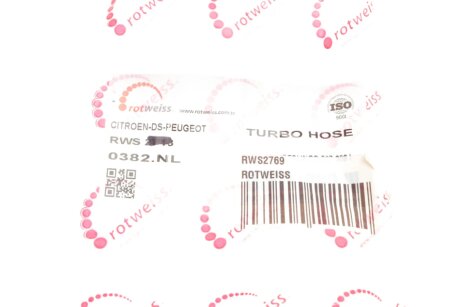 rotweiss
rotweiss
rotweiss
rotweiss
www.rotweiss.com.tr
ISO
9001
CITROEN-DS-PEUGEOT
TURBO HOSE
RWS
0382.NL
RWS2769
ROTWEISS
rotweiss
rotweiss
rotweiss